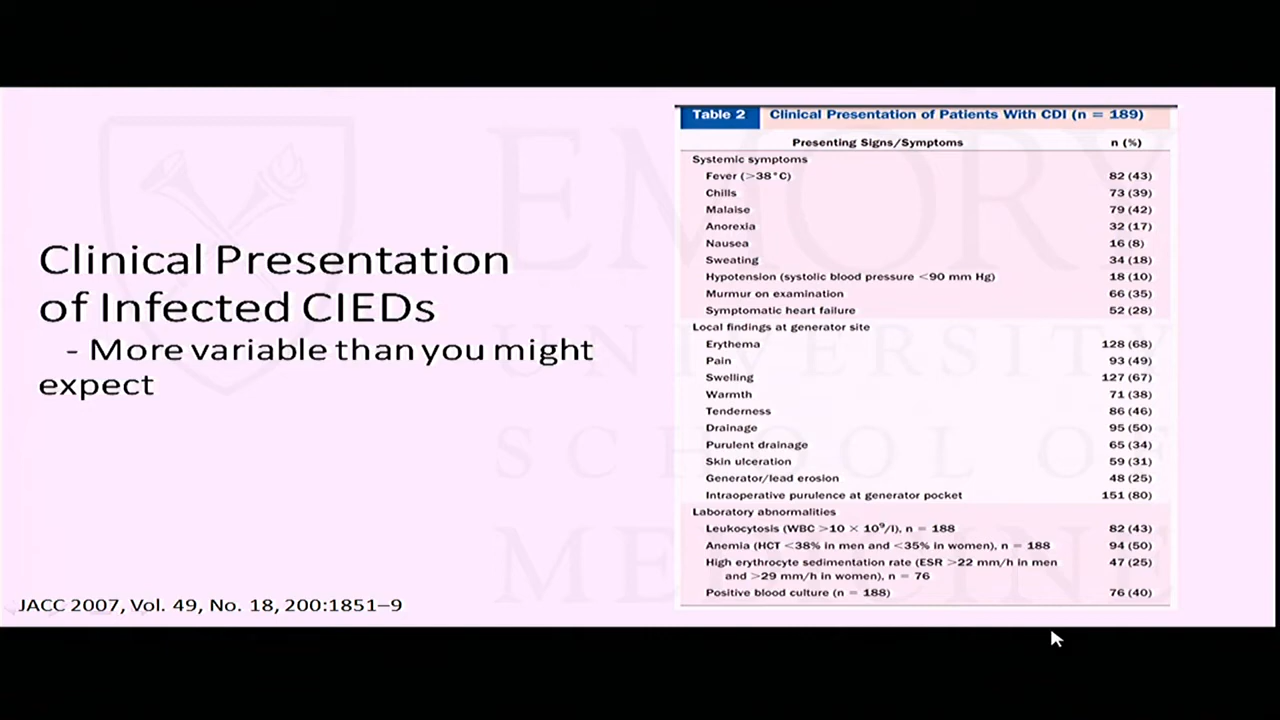 Clinical Presentation
of Infected CIEDs
- More variable than you might
expect
JACC 2007, Vol. 49, No. 18, 200:1851–9
Table 2 Clinical Presentation of Patients With CDI (n = 189)
Presenting Signs/Symptoms n (%)
Systemic symptoms
Fever (>38°C) 82 (43)
Chills 73 (39)
Malaise 79 (42)
Anorexia 32 (17)
Nausea 16 (8)
Sweating 34 (18)
Hypotension (systolic blood pressure <90 mm Hg) 18 (10)
Murmur on examination 66 (35)
Symptomatic heart failure 52 (28)
Local findings at generator site
Erythema 128 (68)
Pain 93 (49)
Swelling 127 (67)
Warmth 71 (38)
Tenderness 86 (46)
Drainage 95 (50)
Purulent drainage 65 (34)
Skin ulceration 59 (31)
Generator/lead erosion 48 (25)
Intraoperative purulence at generator pocket 151 (80)
Laboratory abnormalities
Leukocytosis (WBC >10 × 10⁹/l), n = 188 82 (43)
Anemia (HCT <38% in men and <35% in women), n = 188 94 (50)
High erythrocyte sedimentation rate (ESR >22 mm/h in men 47 (25)
and >29 mm/h in women), n = 76
Positive blood culture (n = 188) 76 (40)
EMORY
UNIVERSITY
SCHOOL OF
MEDICINE